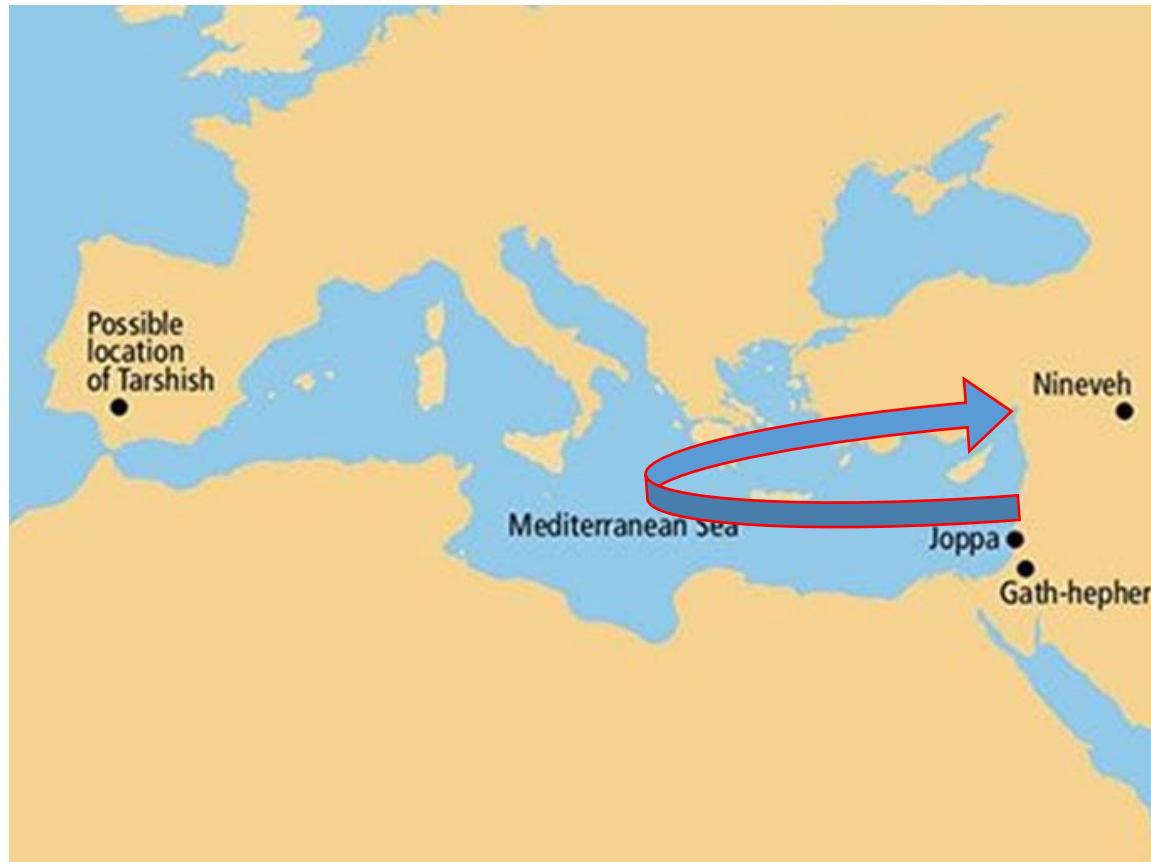 Possible
location
of Tarshish
Nineveh
Mediterranean Sea
Joppa
Gath-hepher